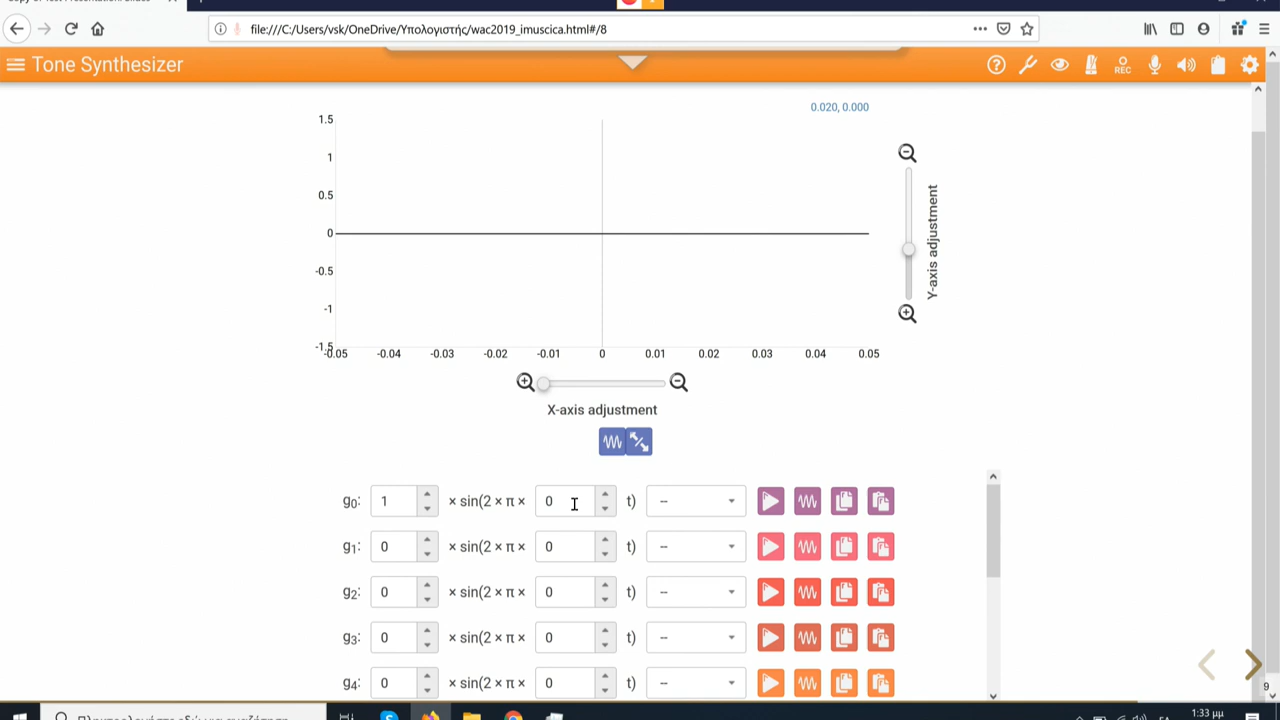 file:///C:/Users/vsk/OneDrive/Υπολογιστής/wac2019_imuscica.html#/8
Tone Synthesizer
REC
0.020, 0.000
1.5
1
0.5
0
-0.5
-1
-1.5
-0.05 -0.04 -0.03 -0.02 -0.01 0 0.01 0.02 0.03 0.04 0.05
Y-axis adjustment
X-axis adjustment
g0: 1 × sin(2 × π × 0 t) --
g1: 0 × sin(2 × π × 0 t) --
g2: 0 × sin(2 × π × 0 t) --
g3: 0 × sin(2 × π × 0 t) --
g4: 0 × sin(2 × π × 0 t) --
9
1:33 μμ